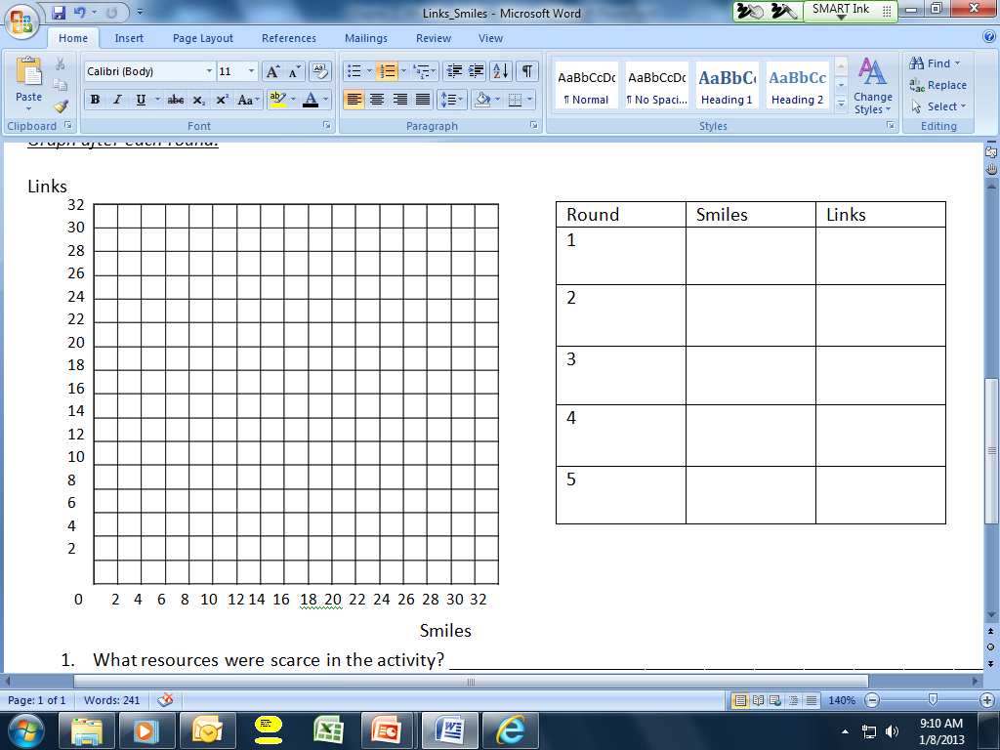 Links_Smiles - Microsoft Word
SMART Ink
Home Insert Page Layout References Mailings Review View
Paste
Calibri (Body) 11
B I U abc X₂ X² Aa
AaBbCcDc AaBbCcDc AaBbCc AaBbCc
¶ Normal ¶ No Spaci... Heading 1 Heading 2
Change Styles
Find
Replace
Select
Clipboard Font Paragraph Styles Editing
Graph after each round:
Links
32
30
28
26
24
22
20
18
16
14
12
10
8
6
4
2
0 2 4 6 8 10 12 14 16 18 20 22 24 26 28 30 32
Smiles
Round Smiles Links
1
2
3
4
5
1. What resources were scarce in the activity?
Page: 1 of 1 Words: 241 140%
9:10 AM
1/8/2013